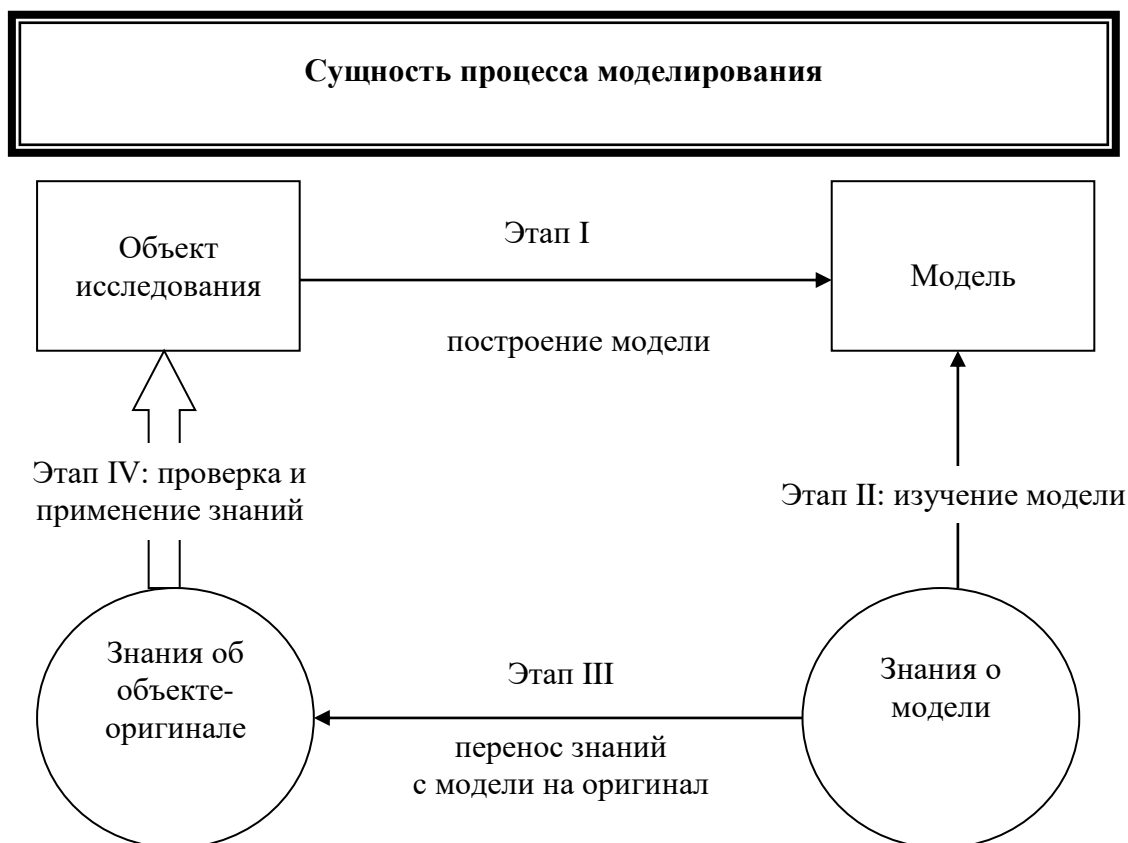 Сущность процесса моделирования
Объект
исследования
Этап I
построение модели
Модель
Этап IV: проверка и
применение знаний
Этап II: изучение модели
Знания об
объекте-
оригинале
Этап III
перенос знаний
с модели на оригинал
Знания о
модели